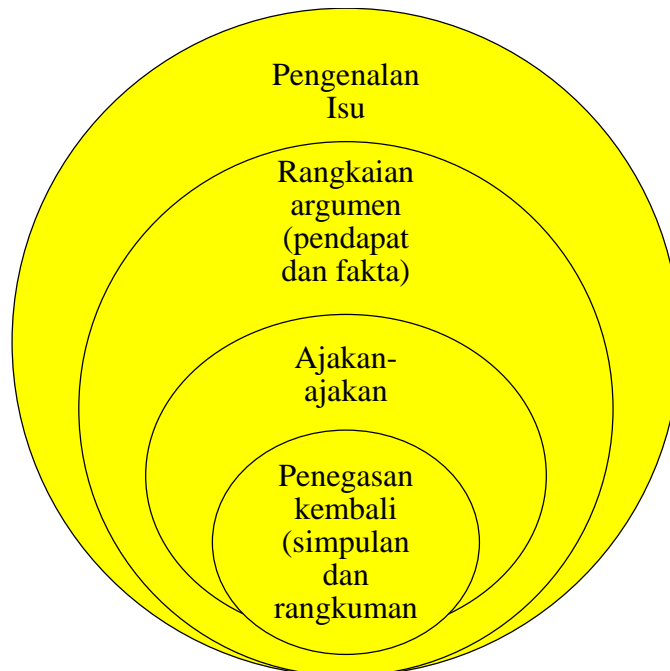 Pengenalan
Isu
Rangkaian
argumen
(pendapat
dan fakta)
Ajakan-
ajakan
Penegasan
kembali
(simpulan
dan
rangkuman